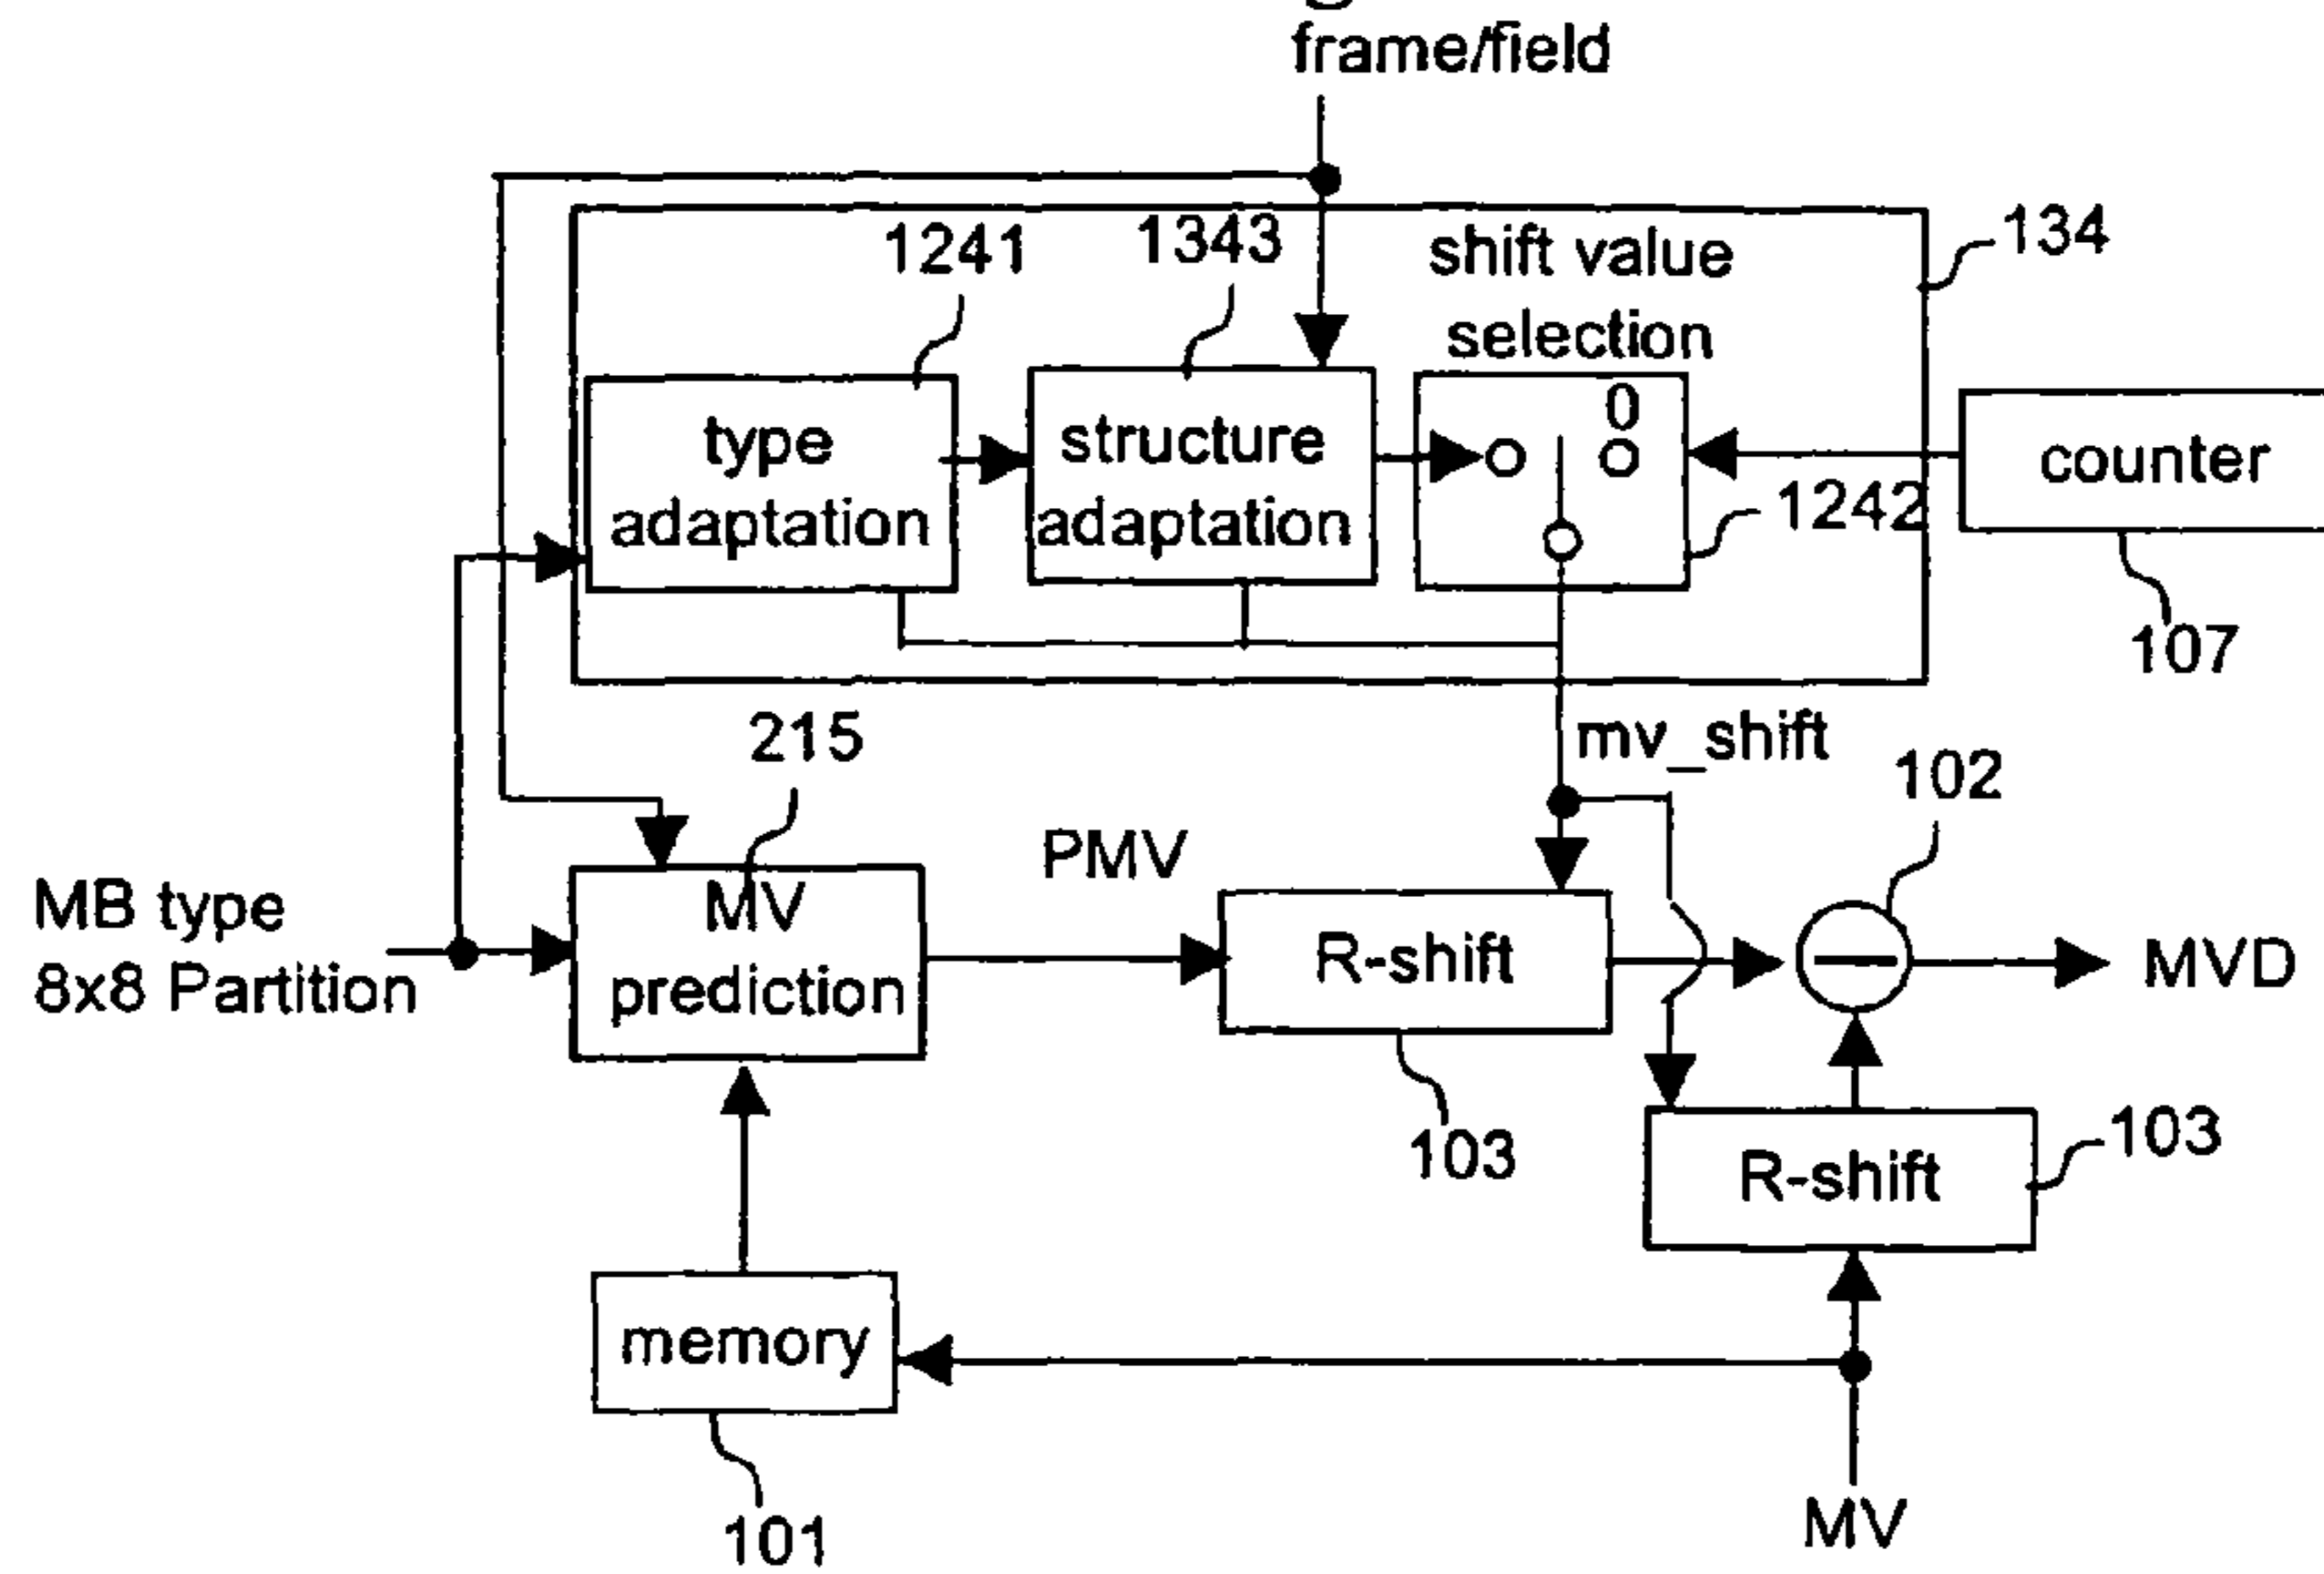 frame/field
1241
1343
shift value
selection
134
type
adaptation
structure
adaptation
0
1242
counter
107
215
mv_shift
102
MB type
8x8 Partition
MV
prediction
PMV
R-shift
103
MVD
R-shift
103
memory
101
MV